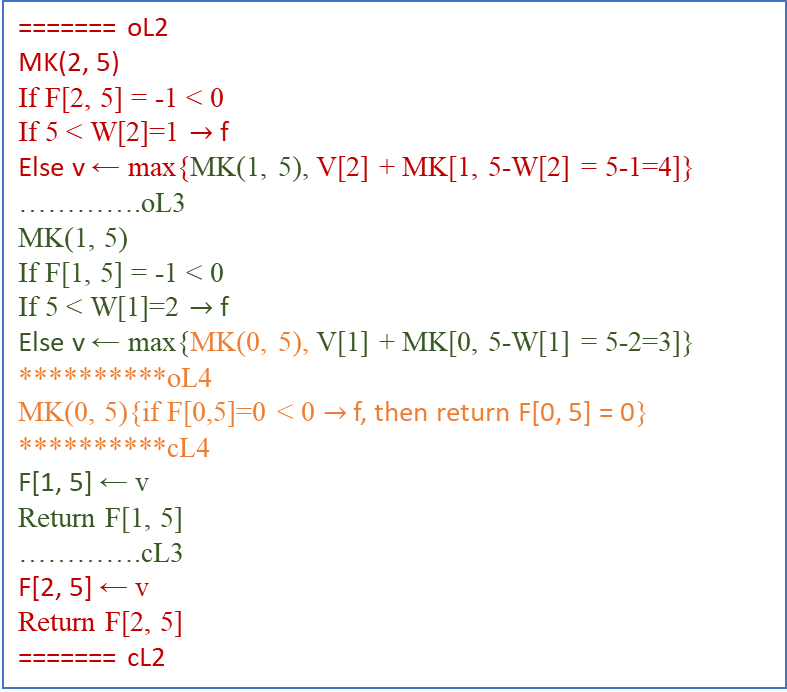 ======= oL2
MK(2, 5)
If F[2, 5] = -1 < 0
If 5 < W[2]=1 → f
Else v ← max{MK(1, 5), V[2] + MK[1, 5-W[2] = 5-1=4]}
………….oL3
MK(1, 5)
If F[1, 5] = -1 < 0
If 5 < W[1]=2 → f
Else v ← max{MK(0, 5), V[1] + MK[0, 5-W[1] = 5-2=3]}
**********oL4
MK(0, 5){if F[0,5]=0 < 0 → f, then return F[0, 5] = 0}
**********cL4
F[1, 5] ← v
Return F[1, 5]
………….cL3
F[2, 5] ← v
Return F[2, 5]
======= cL2